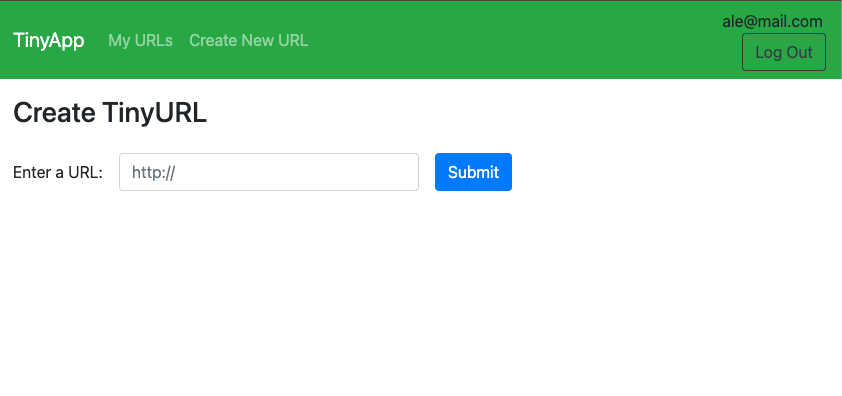 TinyApp My URLs Create New URL ale@mail.com
Log Out
Create TinyURL
Enter a URL: http:// Submit